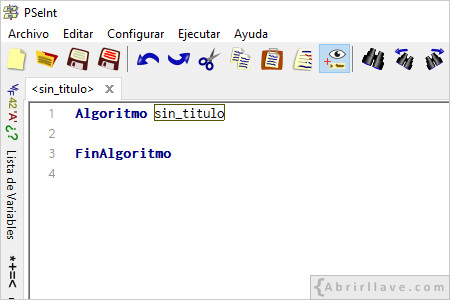 PSeInt
Archivo Editar Configurar Ejecutar Ayuda
<sin_titulo>
1 Algoritmo sin_titulo
2
3 FinAlgoritmo
4
42 'A' ¿?
Lista de Variables
*+=<
{Abrirllave.com